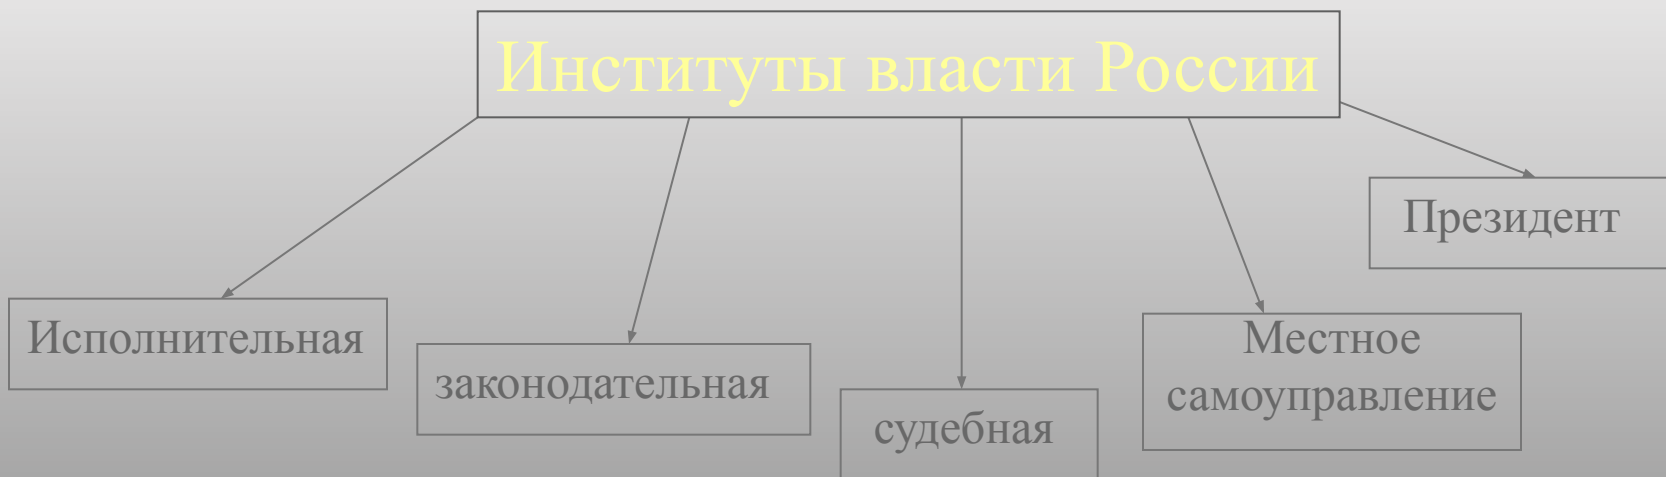 Институты власти России
Президент
Исполнительная
законодательная
судебная
Местное
самоуправление